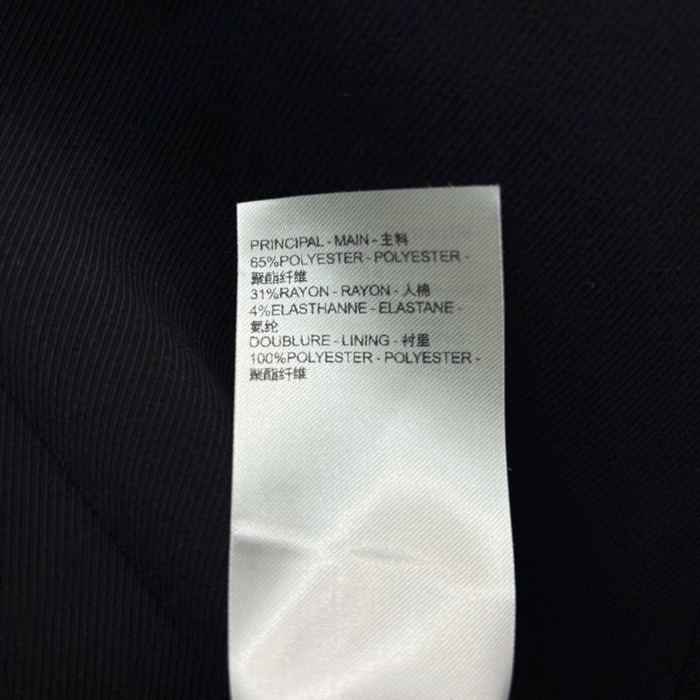 PRINCIPAL - MAIN - 主料
65%POLYESTER - POLYESTER -
聚酯纤维
31%RAYON - RAYON - 人棉
4%ELASTHANNE - ELASTANE -
氨纶
DOUBLURE - LINING - 衬里
100%POLYESTER - POLYESTER -
聚酯纤维